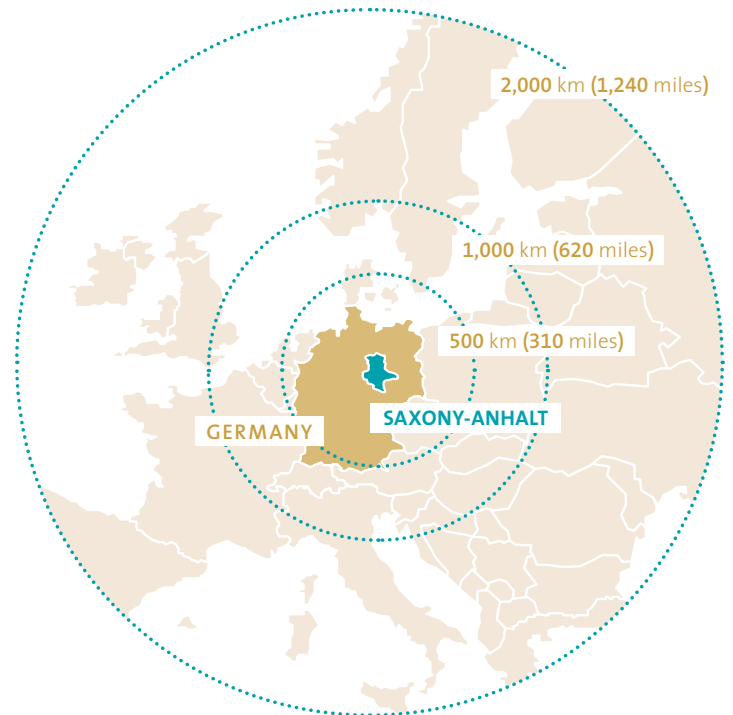 2,000 km (1,240 miles)
1,000 km (620 miles)
500 km (310 miles)
SAXONY-ANHALT
GERMANY